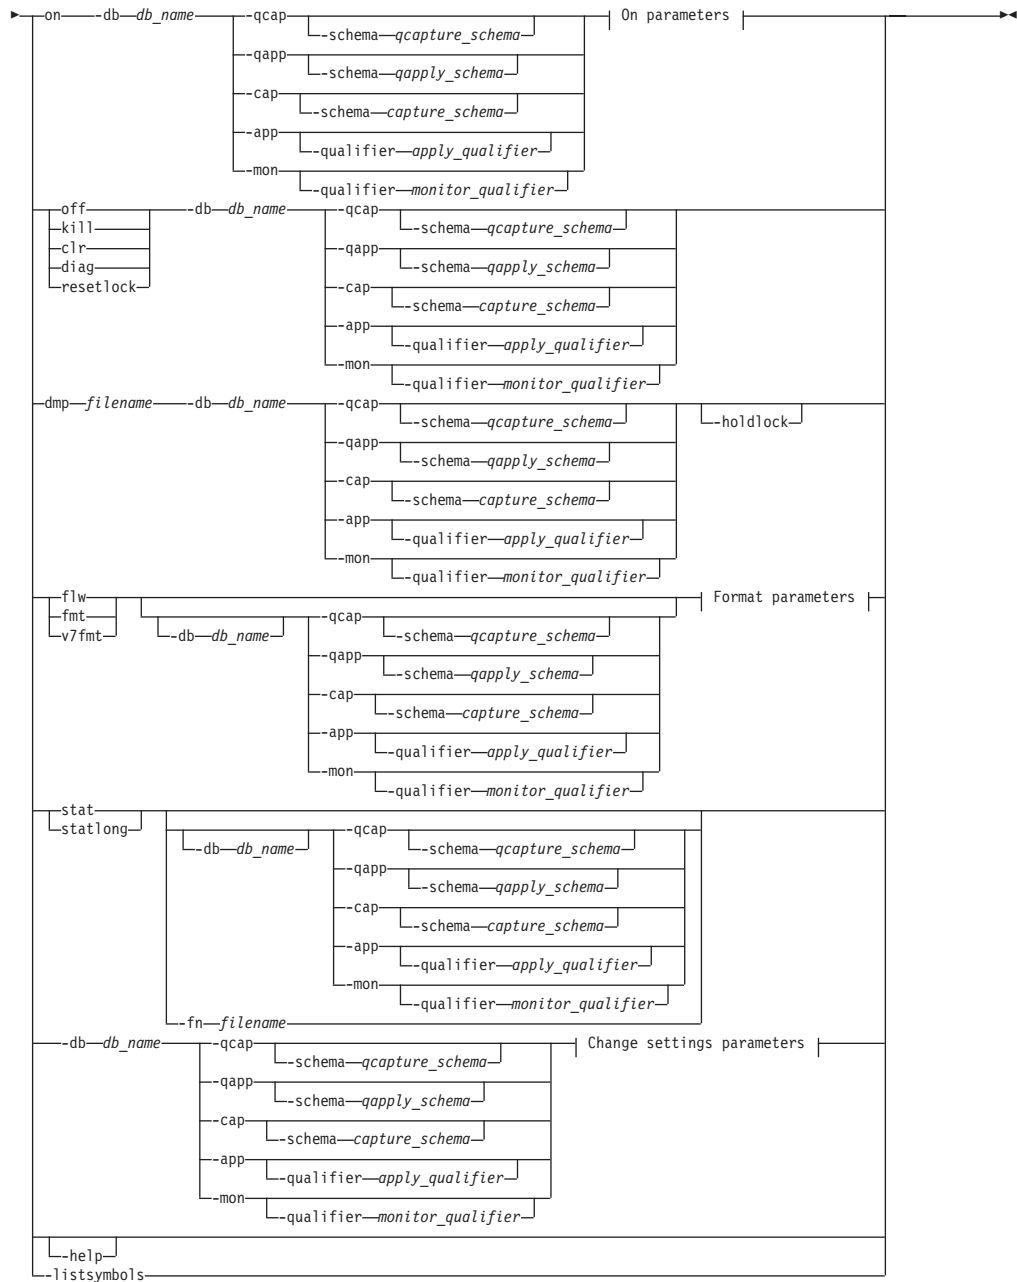 on -db db_name -qcap On parameters
-schema qcapture_schema
-qapp
-schema qapply_schema
-cap
-schema capture_schema
-app
-qualifier apply_qualifier
-mon
-qualifier monitor_qualifier
off -db db_name -qcap
kill -schema qcapture_schema
clr -qapp
diag -schema qapply_schema
resetlock -cap
-schema capture_schema
-app
-qualifier apply_qualifier
-mon
-qualifier monitor_qualifier
dmp filename -db db_name -qcap
-schema qcapture_schema -holdlock
-qapp
-schema qapply_schema
-cap
-schema capture_schema
-app
-qualifier apply_qualifier
-mon
-qualifier monitor_qualifier
flw Format parameters
fmt -qcap
v7fmt -db db_name -schema qcapture_schema
-qapp
-schema qapply_schema
-cap
-schema capture_schema
-app
-qualifier apply_qualifier
-mon
-qualifier monitor_qualifier
stat
statlong -qcap
-db db_name -schema qcapture_schema
-qapp
-schema qapply_schema
-cap
-schema capture_schema
-app
-qualifier apply_qualifier
-mon
-qualifier monitor_qualifier
-fn filename
-db db_name -qcap Change settings parameters
-schema qcapture_schema
-qapp
-schema qapply_schema
-cap
-schema capture_schema
-app
-qualifier apply_qualifier
-mon
-qualifier monitor_qualifier
-help
-listsymbols